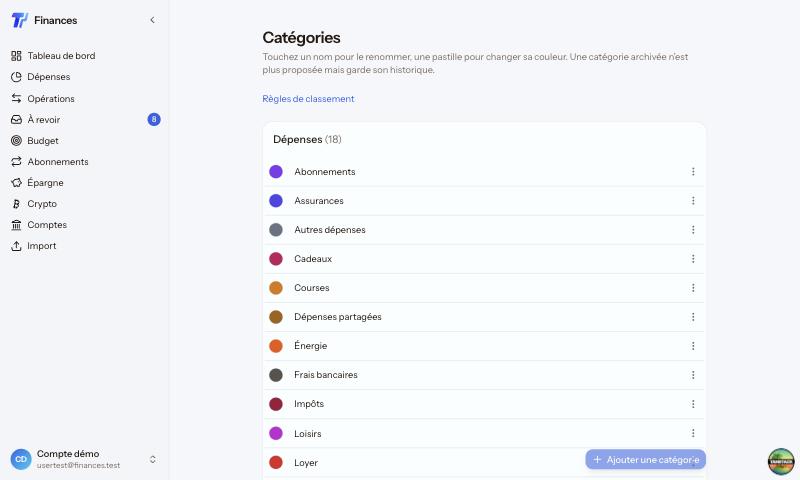 Finances
Tableau de bord
Dépenses
Opérations
À revoir
8
Budget
Abonnements
Épargne
Crypto
Comptes
Import
CD
Compte démo
usertest@finances.test
Catégories
Touchez un nom pour le renommer, une pastille pour changer sa couleur. Une catégorie archivée n'est
plus proposée mais garde son historique.
Règles de classement
Dépenses (18)
Abonnements
Assurances
Autres dépenses
Cadeaux
Courses
Dépenses partagées
Énergie
Frais bancaires
Impôts
Loisirs
Loyer
Ajouter une catégorie